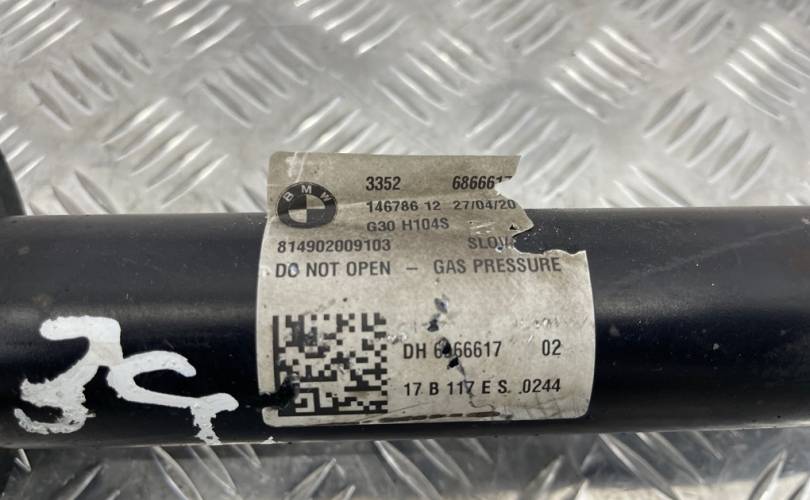 BMW
3352 6866617
146786 12 27/04/20
G30 H104S
814902009103
DO NOT OPEN – GAS PRESSURE
DH 6866617 02
17 B 117 E S. 0244